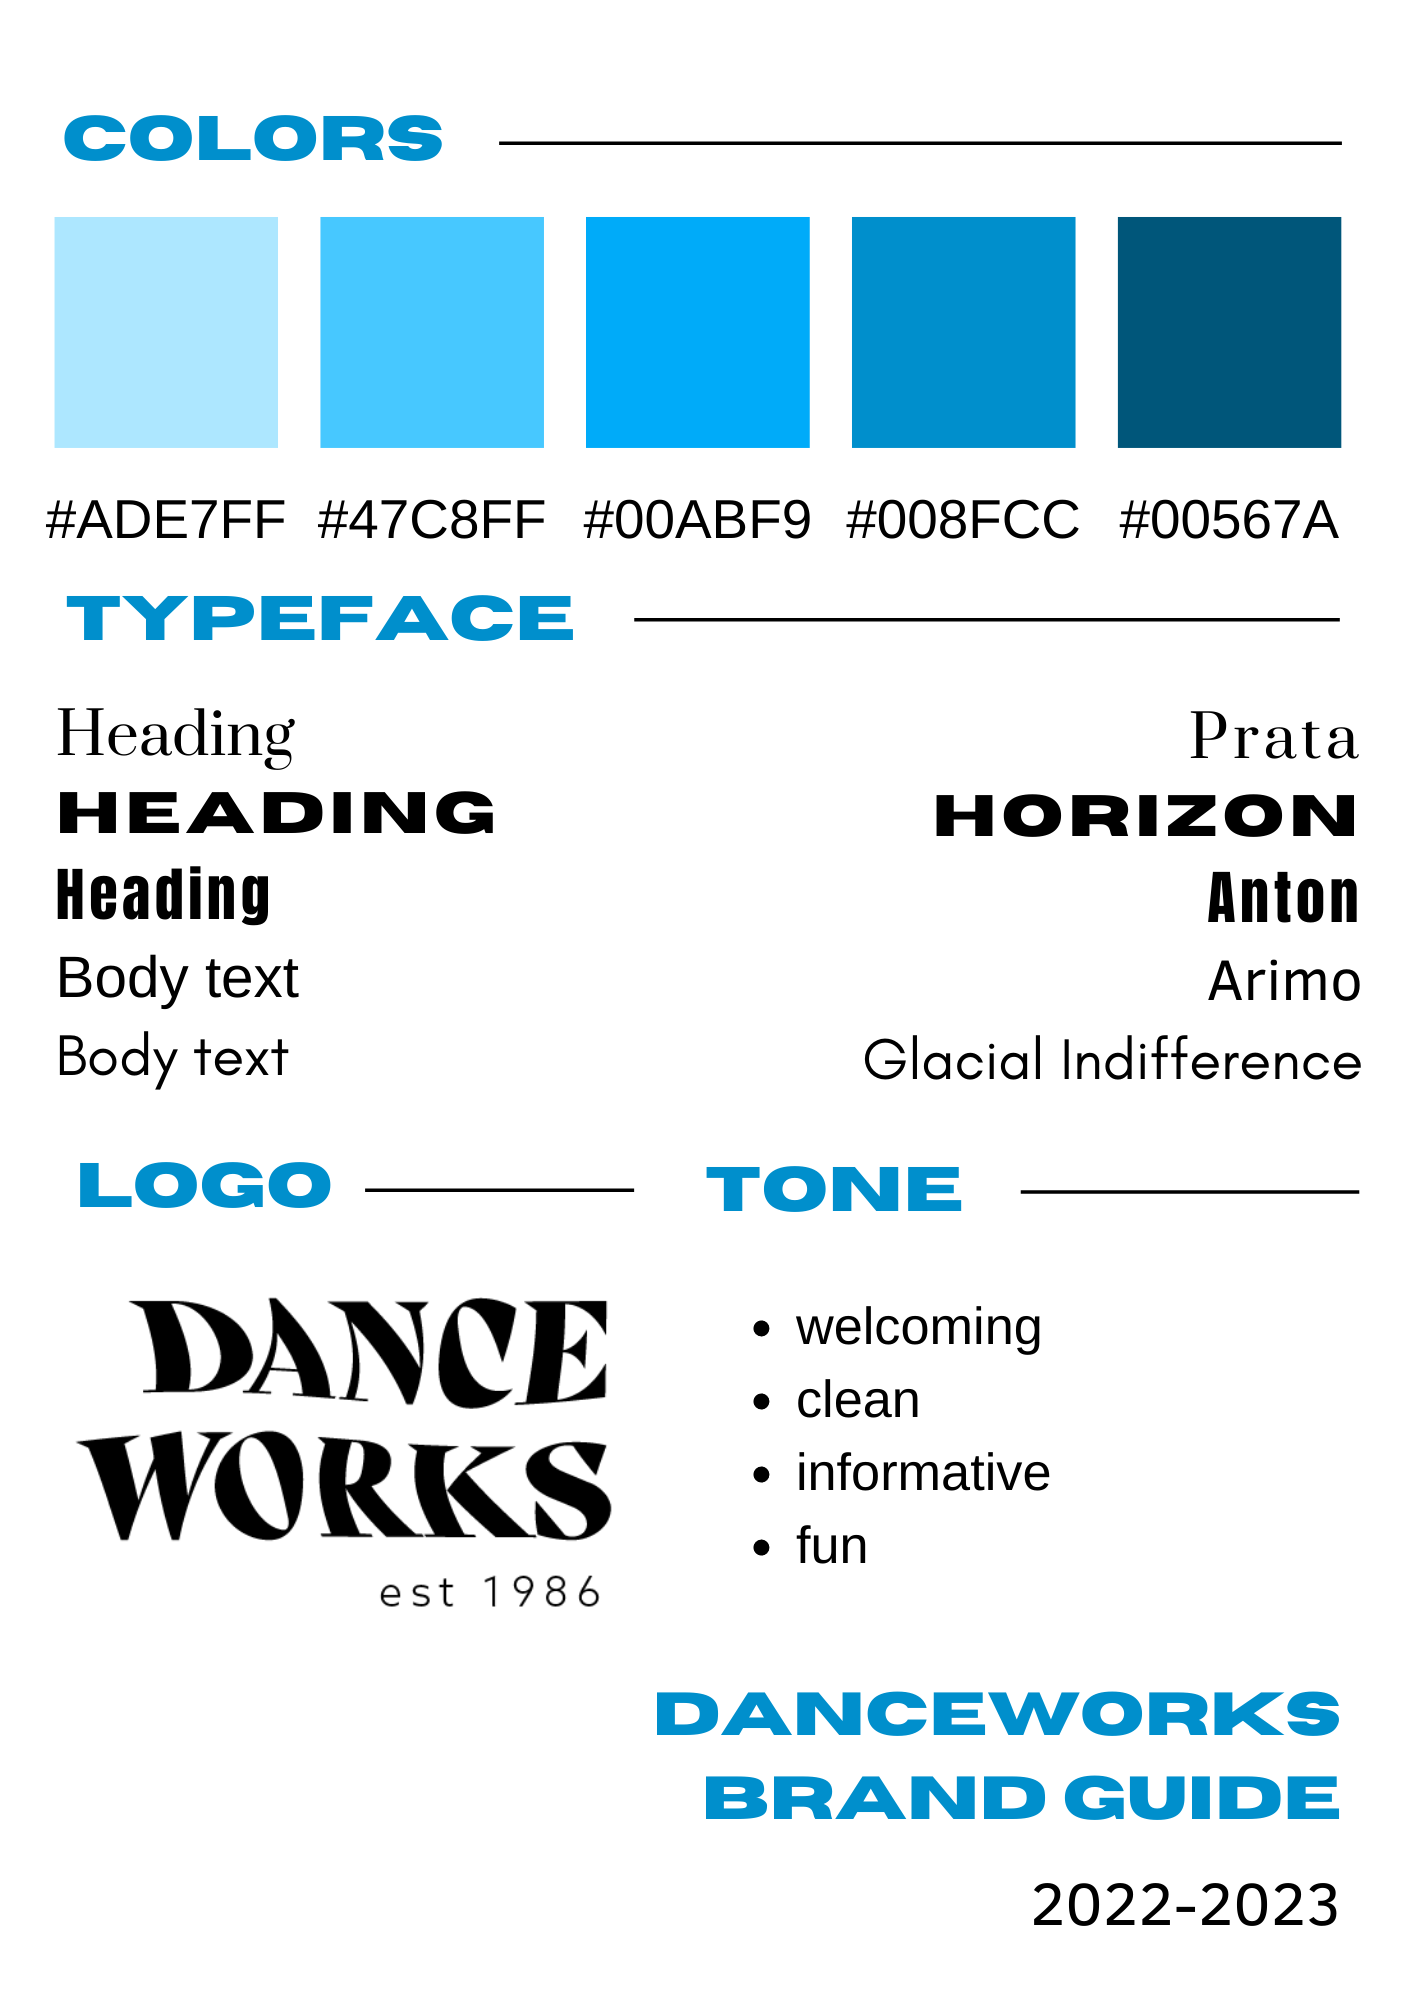 COLORS
#ADE7FF #47C8FF #00ABF9 #008FCC #00567A
TYPEFACE
Heading Prata
HEADING HORIZON
Heading Anton
Body text Arimo
Body text Glacial Indifference
LOGO
DANCE
WORKS
est 1986
TONE
• welcoming
• clean
• informative
• fun
DANCEWORKS
BRAND GUIDE
2022-2023